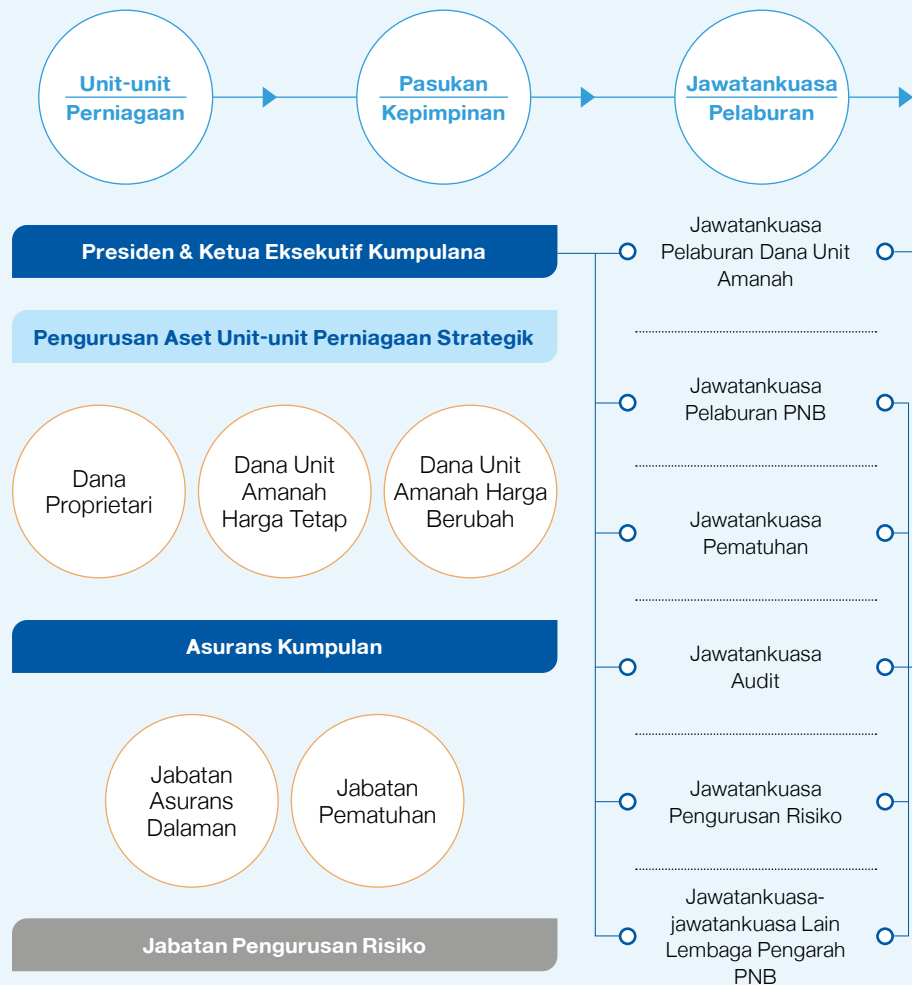 Unit-unit
Perniagaan
Pasukan
Kepimpinan
Jawatankuasa
Pelaburan
Presiden & Ketua Eksekutif Kumpulana
Pengurusan Aset Unit-unit Perniagaan Strategik
Dana
Proprietari
Dana Unit
Amanah
Harga Tetap
Dana Unit
Amanah Harga
Berubah
Asurans Kumpulan
Jabatan
Asurans
Dalaman
Jabatan
Pematuhan
Jabatan Pengurusan Risiko
Jawatankuasa
Pelaburan Dana Unit
Amanah
Jawatankuasa
Pelaburan PNB
Jawatankuasa
Pematuhan
Jawatankuasa
Audit
Jawatankuasa
Pengurusan Risiko
Jawatankuasa-
jawatankuasa Lain
Lembaga Pengarah
PNB